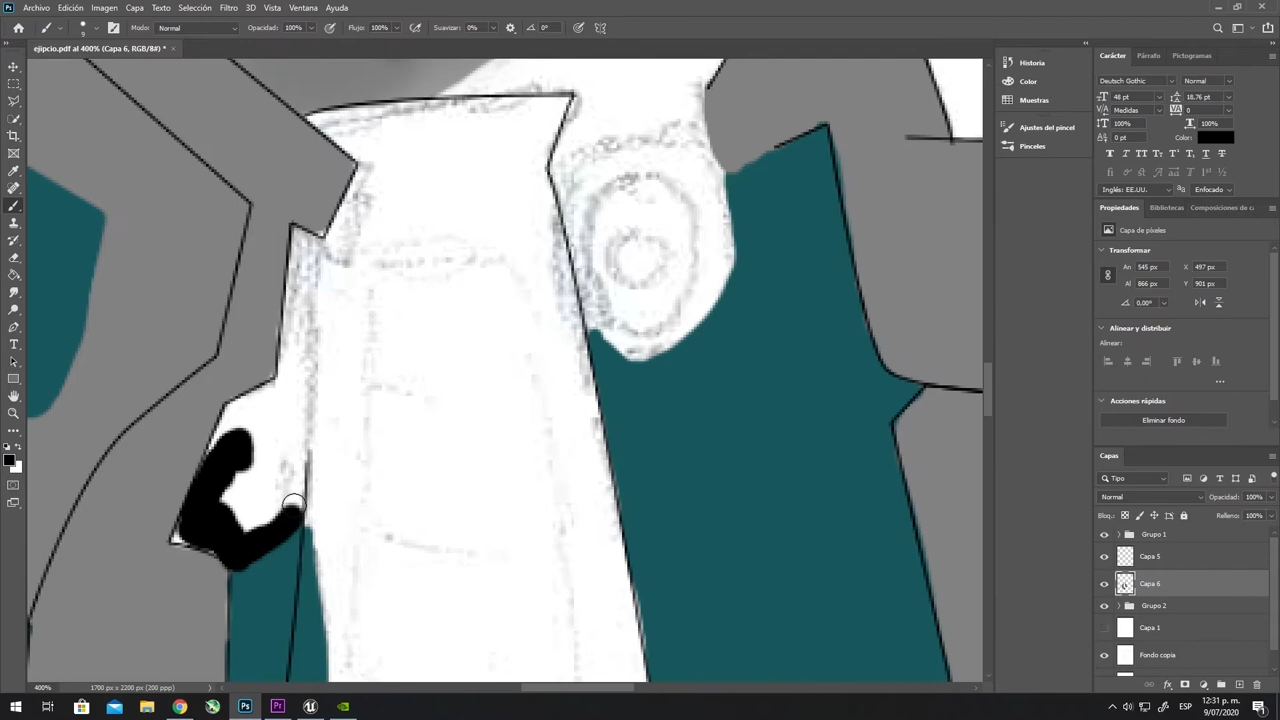 Archivo Edición Imagen Capa Texto Selección Filtro 3D Vista Ventana Ayuda
9 Modo: Normal Opacidad: 100% Flujo: 100% Suavizar: 0% 0°
ejipcio.pdf al 400% (Capa 6, RGB/8#) *
Historia
Color
Muestras
Ajustes del pincel
Pinceles
Carácter Párrafo Pictogramas
Deutsch Gothic Normal
48 pt 18,76 pt
Medidas 0
100% 100%
0 pt Color:
Inglés: EE.UU. Enfocado
Propiedades Bibliotecas Composiciones de ca
Capa de píxeles
Transformar
An 545 px X 497 px
Al 866 px Y 901 px
0,00°
Alinear y distribuir
Alinear:
Acciones rápidas
Eliminar fondo
Capas
Tipo
Normal Opacidad: 100%
Bloq.: Relleno: 100%
Grupo 1
Capa 5
Capa 6
Grupo 2
Capa 1
Fondo copia
400% 1700 px x 2200 px (200 ppp)
ESP 12:31 p. m.
9/07/2020